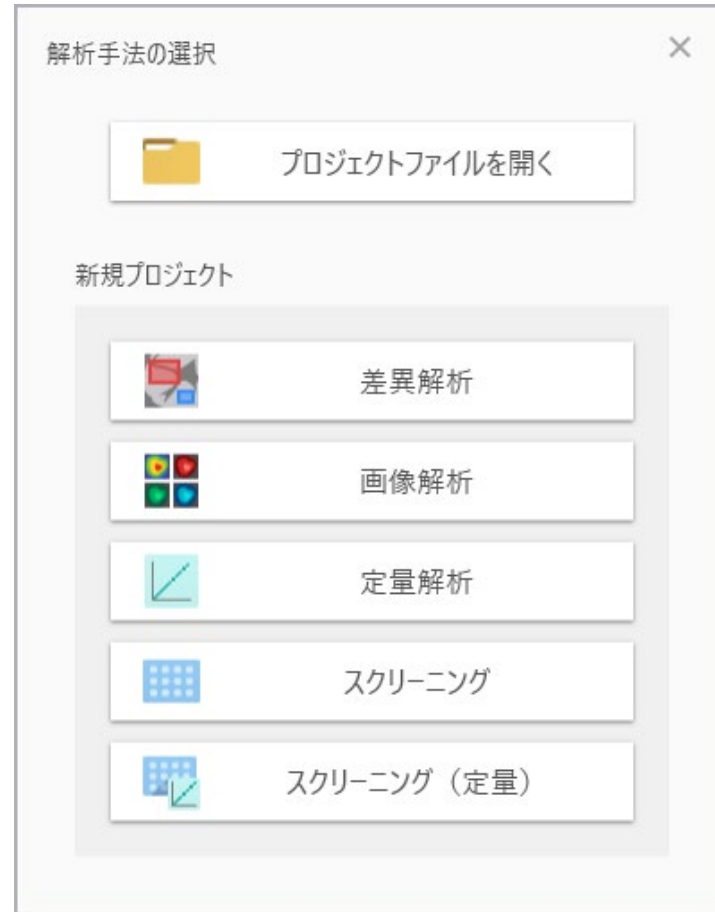 解析手法の選択
プロジェクトファイルを開く
新規プロジェクト
差異解析
画像解析
定量解析
スクリーニング
スクリーニング（定量）